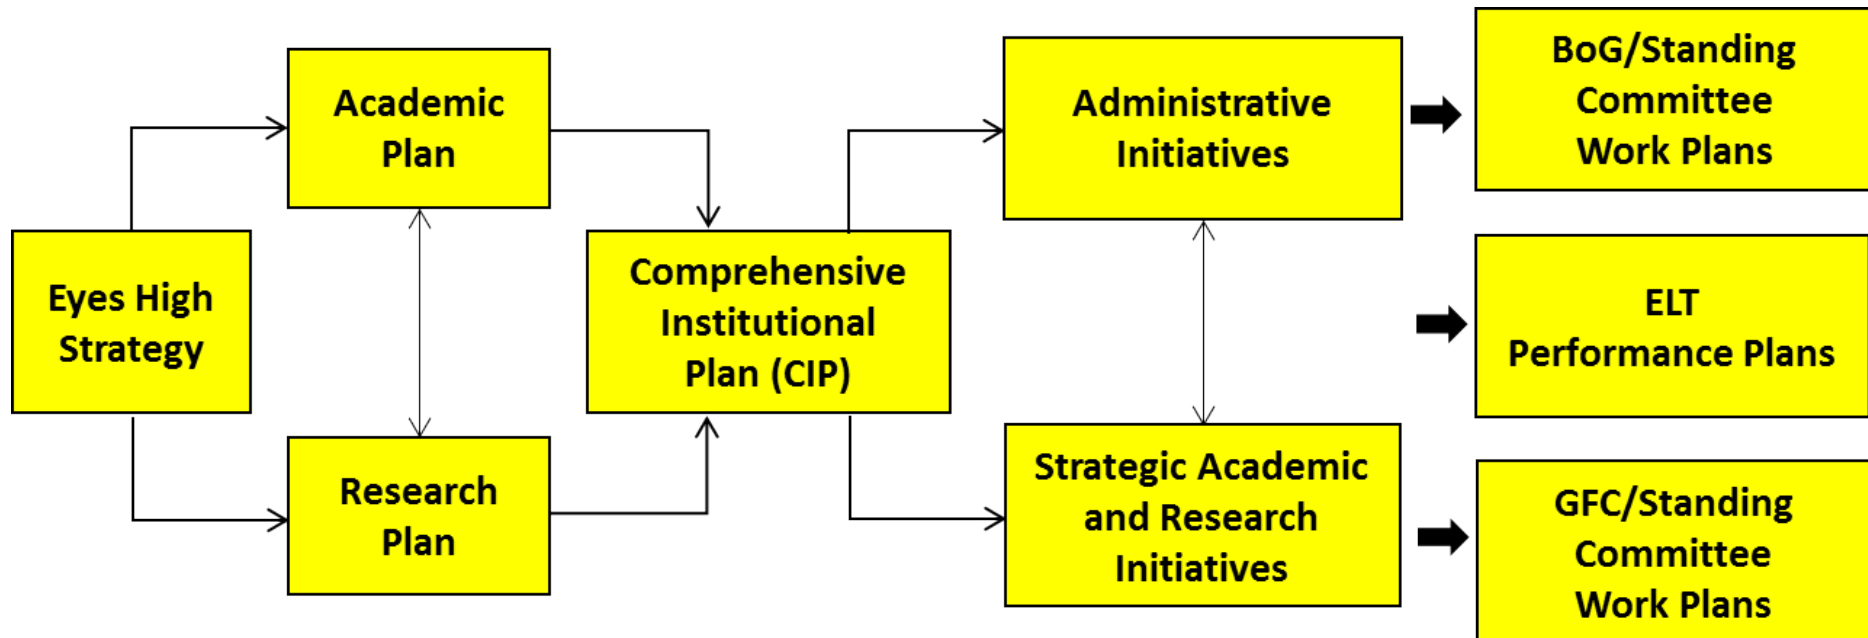 Eyes High
Strategy
Academic
Plan
Research
Plan
Comprehensive
Institutional
Plan (CIP)
Administrative
Initiatives
Strategic Academic
and Research
Initiatives
BoG/Standing
Committee
Work Plans
ELT
Performance Plans
GFC/Standing
Committee
Work Plans